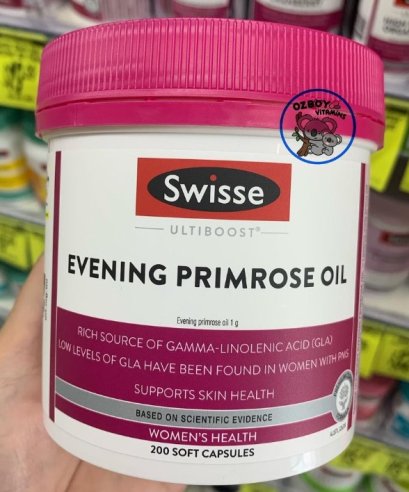 OZBOY
VITAMINS
Swisse
ULTIBOOST®
EVENING PRIMROSE OIL
Evening primrose oil 1 g
RICH SOURCE OF GAMMA-LINOLENIC ACID (GLA)
LOW LEVELS OF GLA HAVE BEEN FOUND IN WOMEN WITH PMS
SUPPORTS SKIN HEALTH
BASED ON SCIENTIFIC EVIDENCE
WOMEN'S HEALTH
200 SOFT CAPSULES